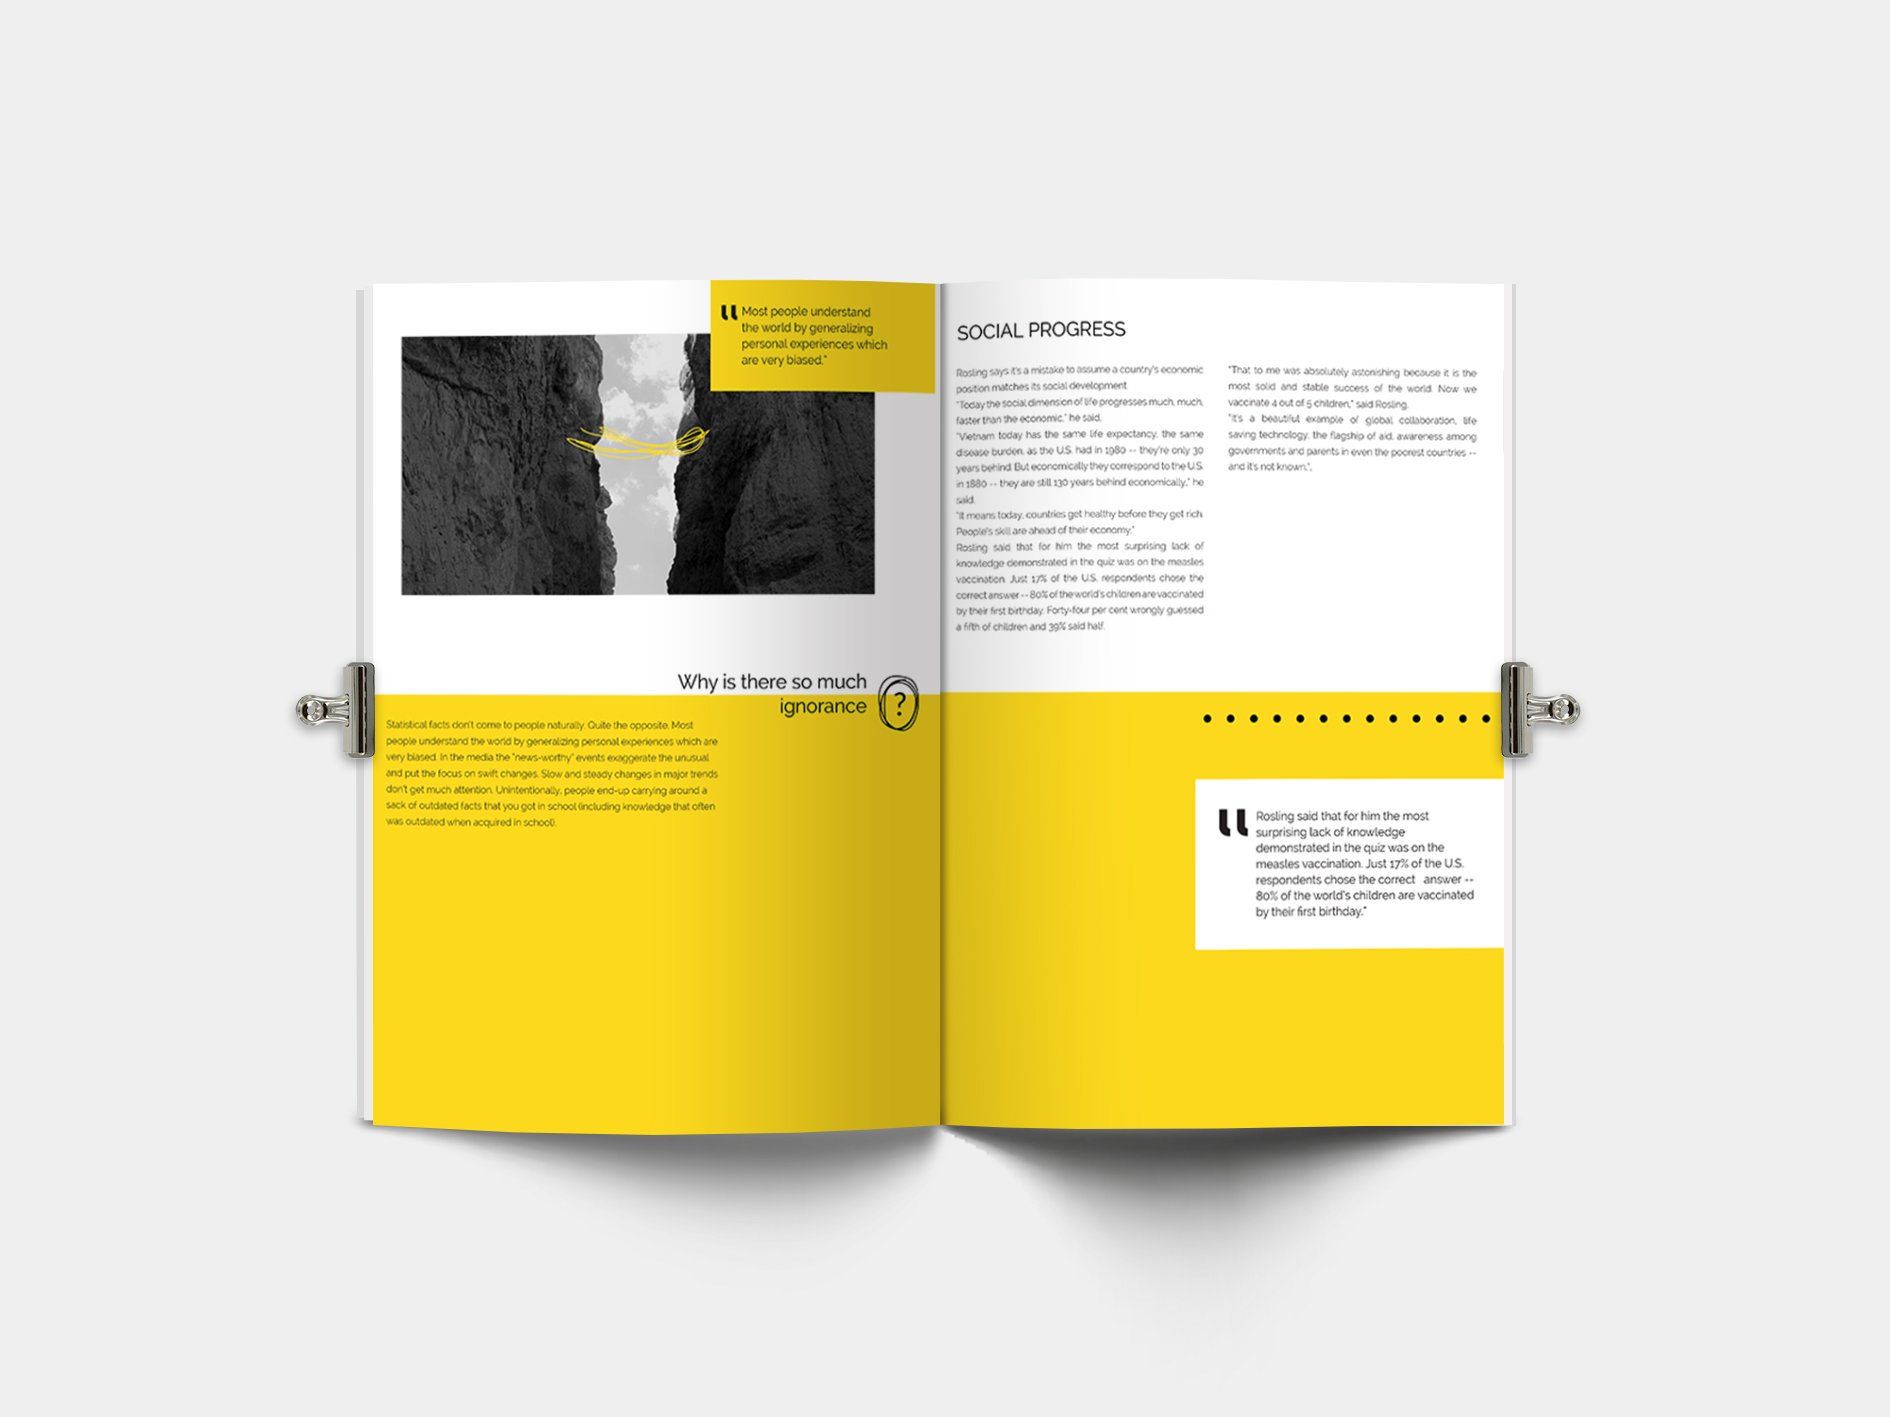 Most people understand
the world by generalizing
personal experiences which
are very biased."
Why is there so much
ignorance
?
Statistical facts don't come to people naturally. Quite the opposite. Most
people understand the world by generalizing personal experiences which are
very biased. In the media the "news-worthy" events exaggerate the unusual
and put the focus on swift changes. Slow and steady changes in major trends
don't get much attention. Unintentionally, people end-up carrying around a
sack of outdated facts that you got in school (including knowledge that often
was outdated when acquired in school).
SOCIAL PROGRESS
Rosling says it's a mistake to assume a country's economic
position matches its social development.
"Today the social dimension of life progresses much, much,
faster than the economic," he said.
"Vietnam today has the same life expectancy, the same
disease burden, as the U.S. had in 1980 -- they're only 30
years behind. But economically they correspond to the U.S.
in 1880 -- they are still 130 years behind economically," he
said.
"It means today, countries get healthy before they get rich.
People's skill are ahead of their economy."
Rosling said that for him the most surprising lack of
knowledge demonstrated in the quiz was on the measles
vaccination. Just 17% of the U.S. respondents chose the
correct answer -- 80% of the world's children are vaccinated
by their first birthday. Forty-four per cent wrongly guessed
a fifth of children and 39% said half.
"That to me was absolutely astonishing because it is the
most solid and stable success of the world. Now we
vaccinate 4 out of 5 children," said Rosling.
"It's a beautiful example of global collaboration, life
saving technology, the flagship of aid, awareness among
governments and parents in even the poorest countries --
and it's not known.",
Rosling said that for him the most
surprising lack of knowledge
demonstrated in the quiz was on the
measles vaccination. Just 17% of the U.S.
respondents chose the correct answer --
80% of the world's children are vaccinated
by their first birthday."